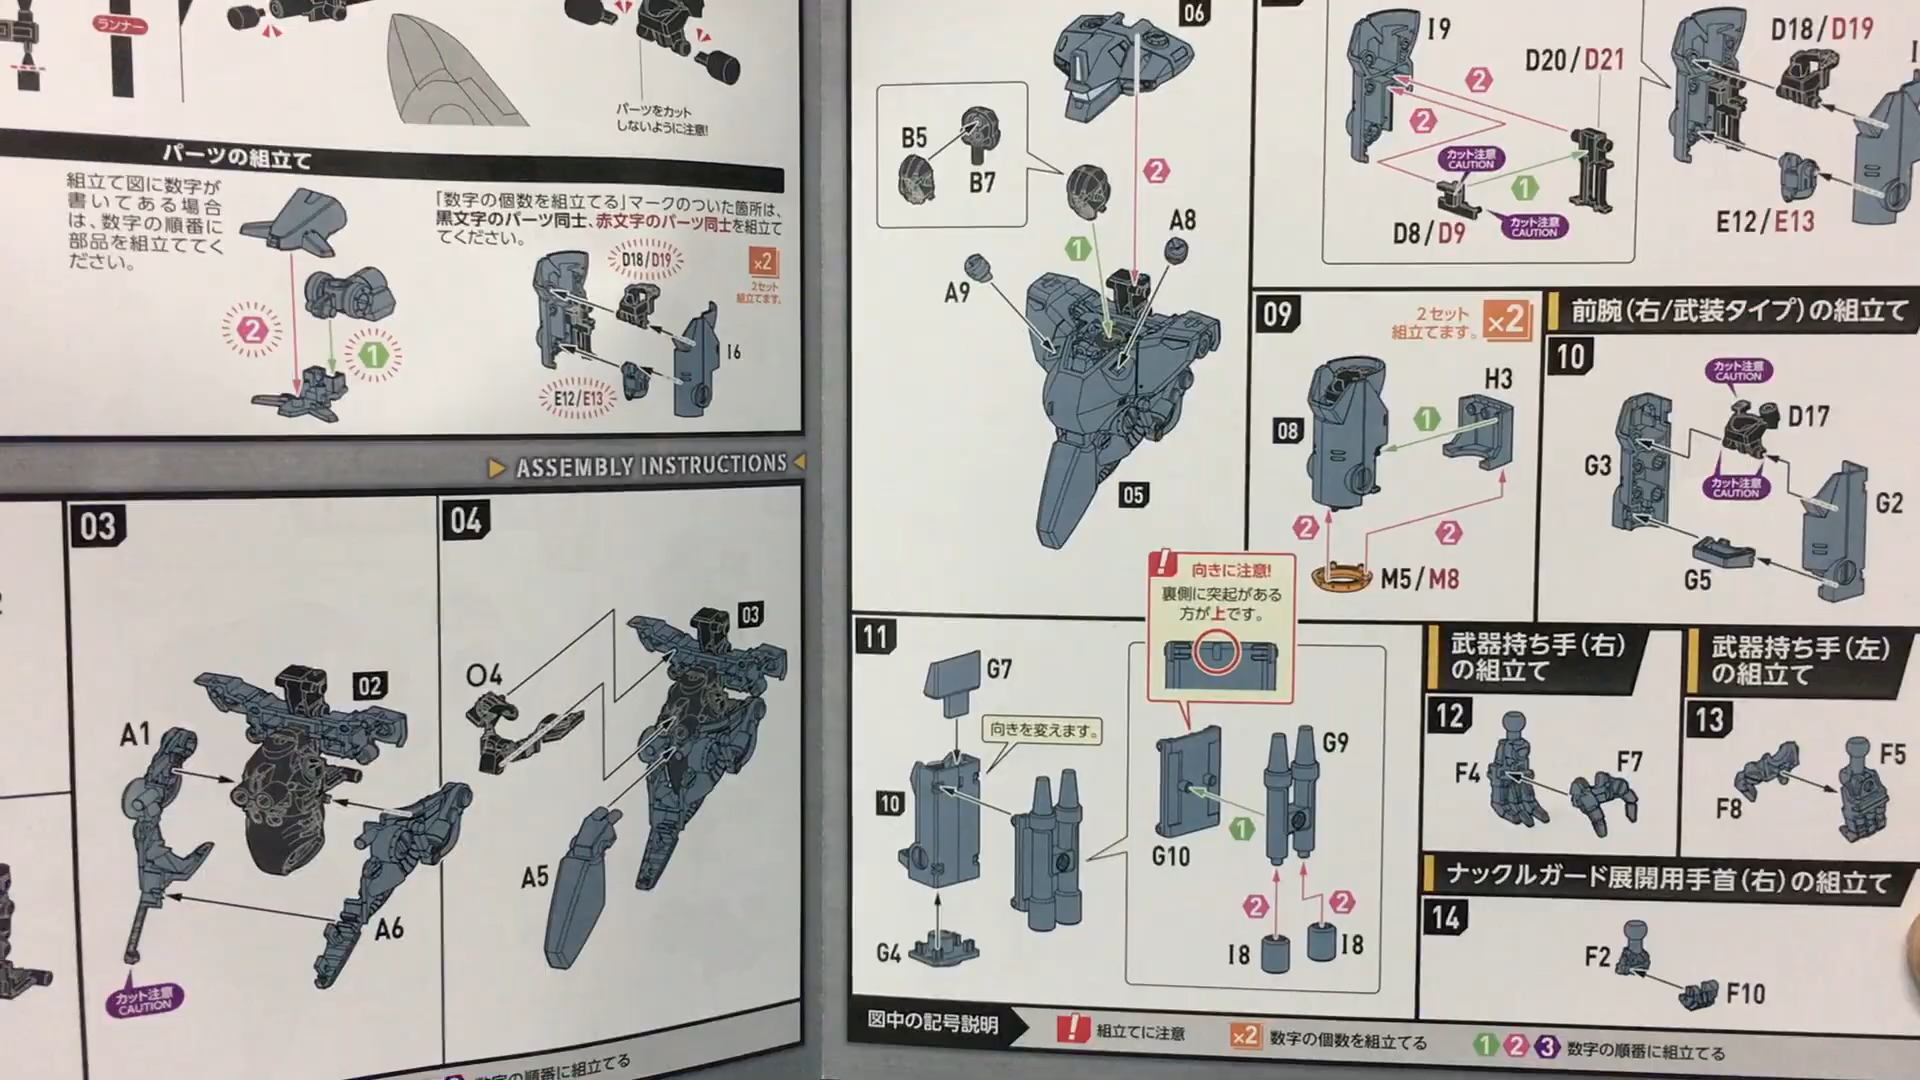 ランナー
パーツをカット
しないように注意!
パーツの組立て
組立て図に数字が
書いてある場合
は、数字の順番に
部品を組立ててく
ださい。
2
1
「数字の個数を組立てる」マークのついた箇所は、
黒文字のパーツ同士、赤文字のパーツ同士を組立て
てください。
D18/D19
×2
2セット
組立てます。
I6
E12/E13
ASSEMBLY INSTRUCTIONS
03
02
A1
A6
カット注意
CAUTION
04
03
O4
A5
数字の順番に組立てる
06
B5
B7
2
1
A8
A9
05
I9
D20/D21
2
2
カット注意
CAUTION
1
カット注意
CAUTION
D8/D9
D18/D19
E12/E13
09
2セット
組立てます。
×2
08
H3
1
2
2
M5/M8
前腕(右/武装タイプ)の組立て
10
カット注意
CAUTION
D17
G3
カット注意
CAUTION
G2
G5
11
G7
向きを変えます。
10
G4
! 向きに注意!
裏側に突起がある
方が上です。
G9
1
G10
2
2
I8
I8
武器持ち手(右)
の組立て
12
F4
F7
武器持ち手(左)
の組立て
13
F5
F8
ナックルガード展開用手首(右)の組立て
14
F2
F10
図中の記号説明
! 組立てに注意
×2 数字の個数を組立てる
1 2 3 数字の順番に組立てる